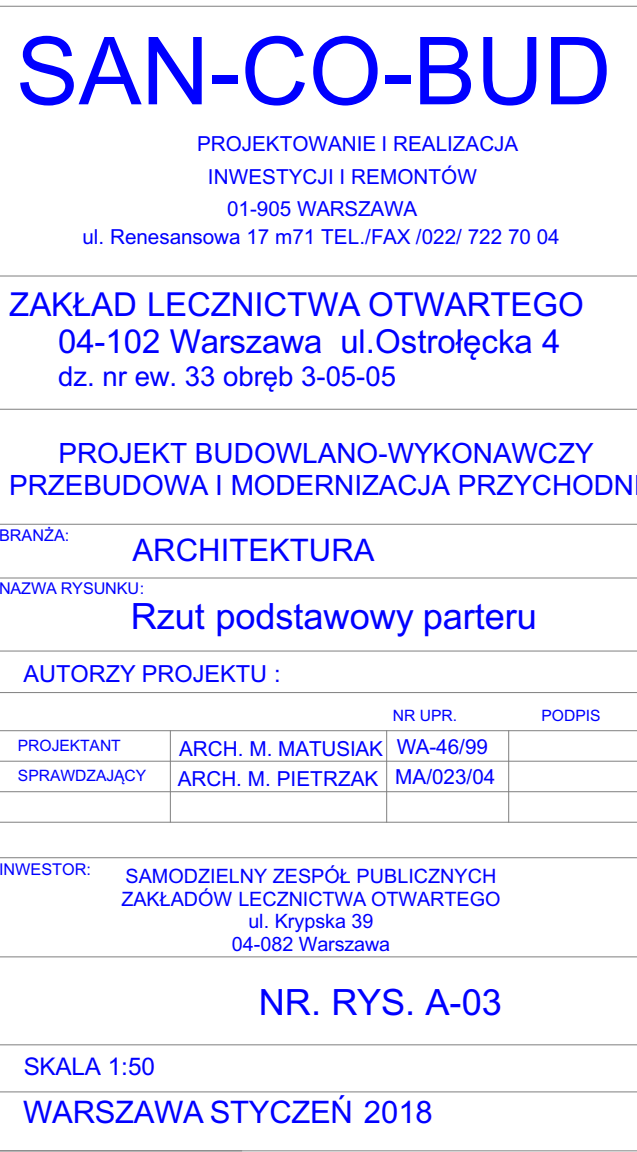 SAN-CO-BUD
PROJEKTOWANIE I REALIZACJA
INWESTYCJI I REMONTÓW
01-905 WARSZAWA
ul. Renesansowa 17 m71 TEL./FAX /022/ 722 70 04
ZAKŁAD LECZNICTWA OTWARTEGO
04-102 Warszawa ul.Ostrołęcka 4
dz. nr ew. 33 obręb 3-05-05
PROJEKT BUDOWLANO-WYKONAWCZY
PRZEBUDOWA I MODERNIZACJA PRZYCHODNI
BRANŻA:
ARCHITEKTURA
NAZWA RYSUNKU:
Rzut podstawowy parteru
AUTORZY PROJEKTU :
NR UPR. PODPIS
PROJEKTANT ARCH. M. MATUSIAK WA-46/99
SPRAWDZAJĄCY ARCH. M. PIETRZAK MA/023/04
INWESTOR:
SAMODZIELNY ZESPÓŁ PUBLICZNYCH
ZAKŁADÓW LECZNICTWA OTWARTEGO
ul. Krypska 39
04-082 Warszawa
NR. RYS. A-03
SKALA 1:50
WARSZAWA STYCZEŃ 2018